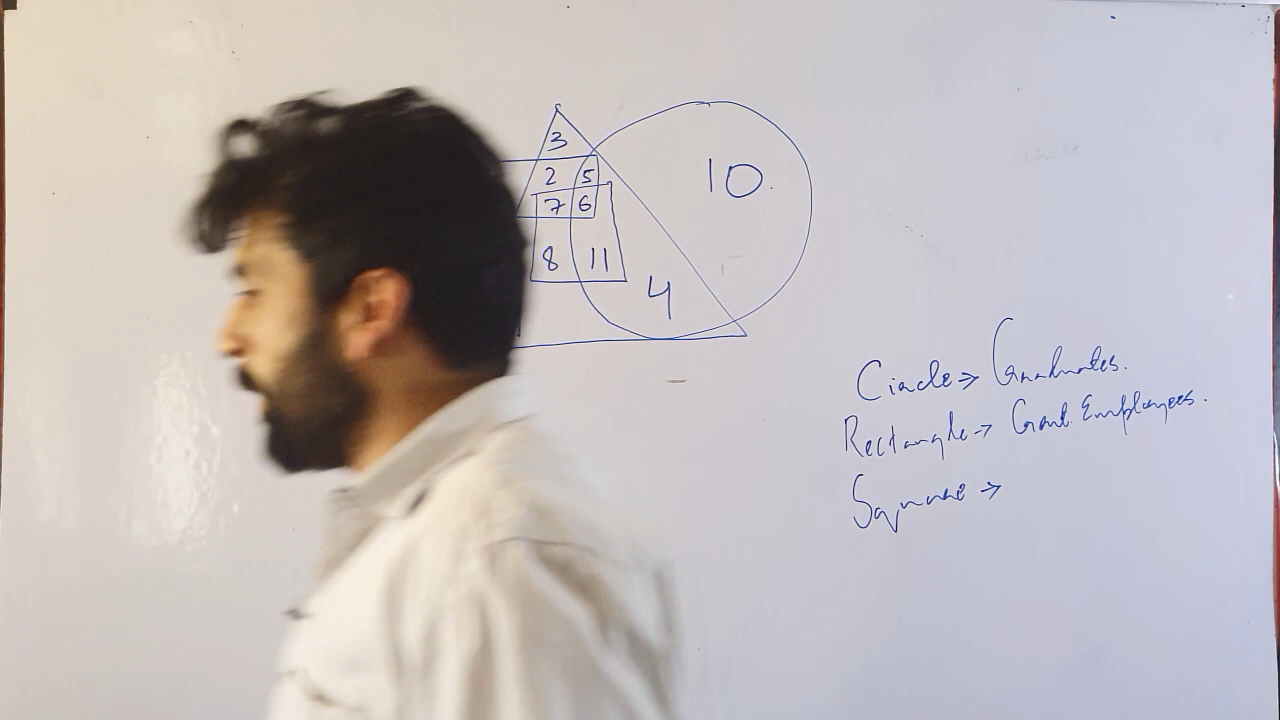 3
10
2 5
7 6
8 11
4
Circle → Graduates.
Rectangle → Govt. Employees.
Square →